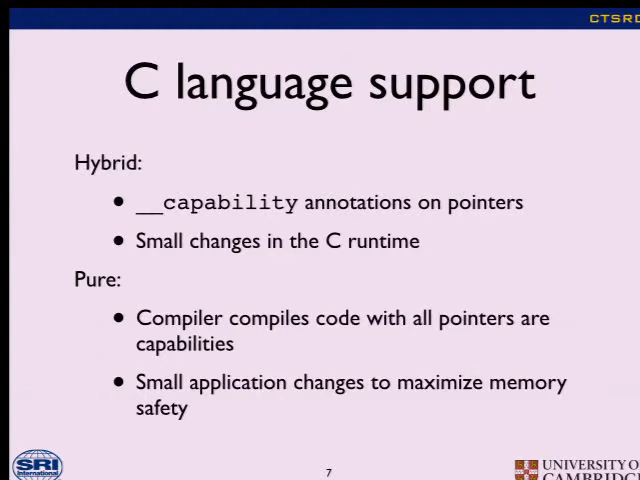 CTSRD
C language support
Hybrid:
• __capability annotations on pointers
• Small changes in the C runtime
Pure:
• Compiler compiles code with all pointers are
capabilities
• Small application changes to maximize memory
safety
SRI
International
7
UNIVERSITY OF
CAMBRIDGE